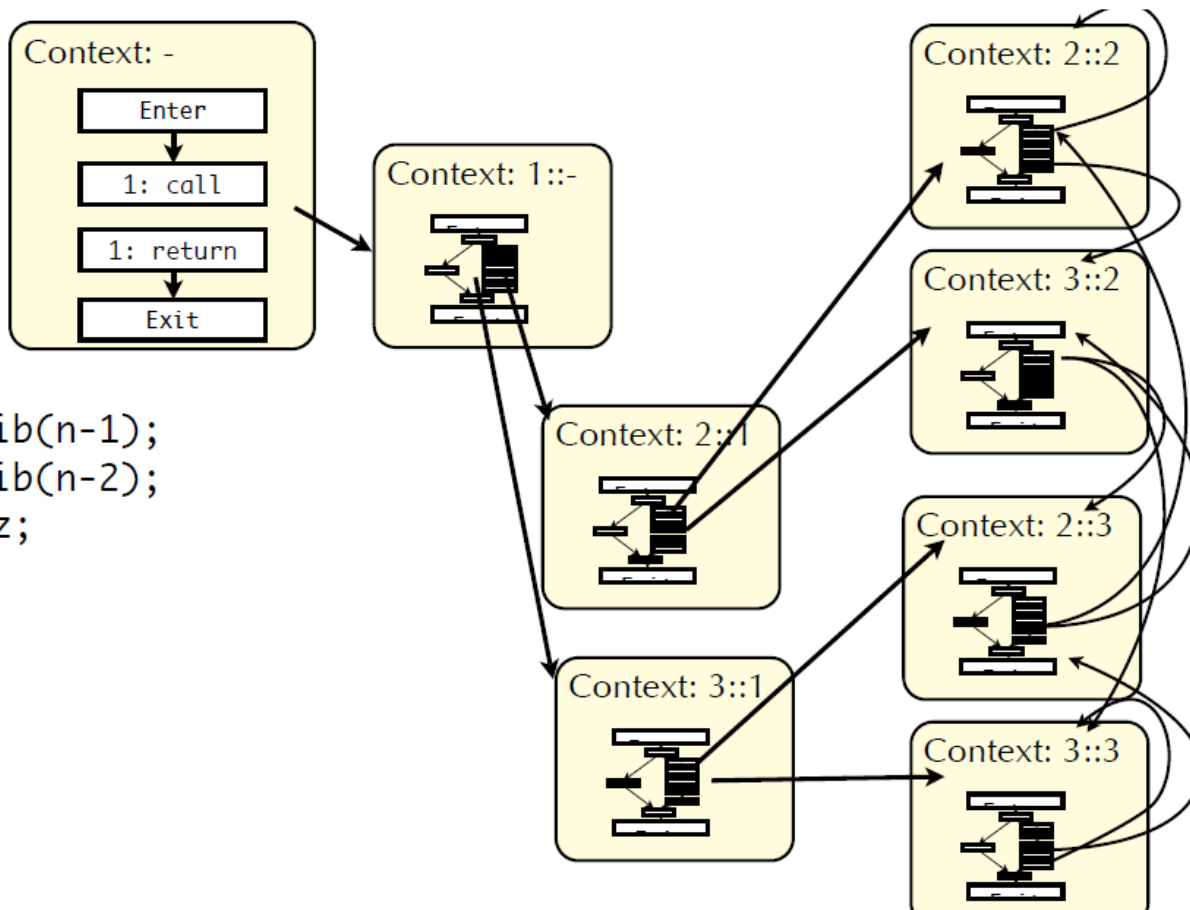 Context: -
Enter
1: call
1: return
Exit
Context: 1::-
ib(n-1);
ib(n-2);
z;
Context: 2::1
Context: 3::1
Context: 2::2
Context: 3::2
Context: 2::3
Context: 3::3